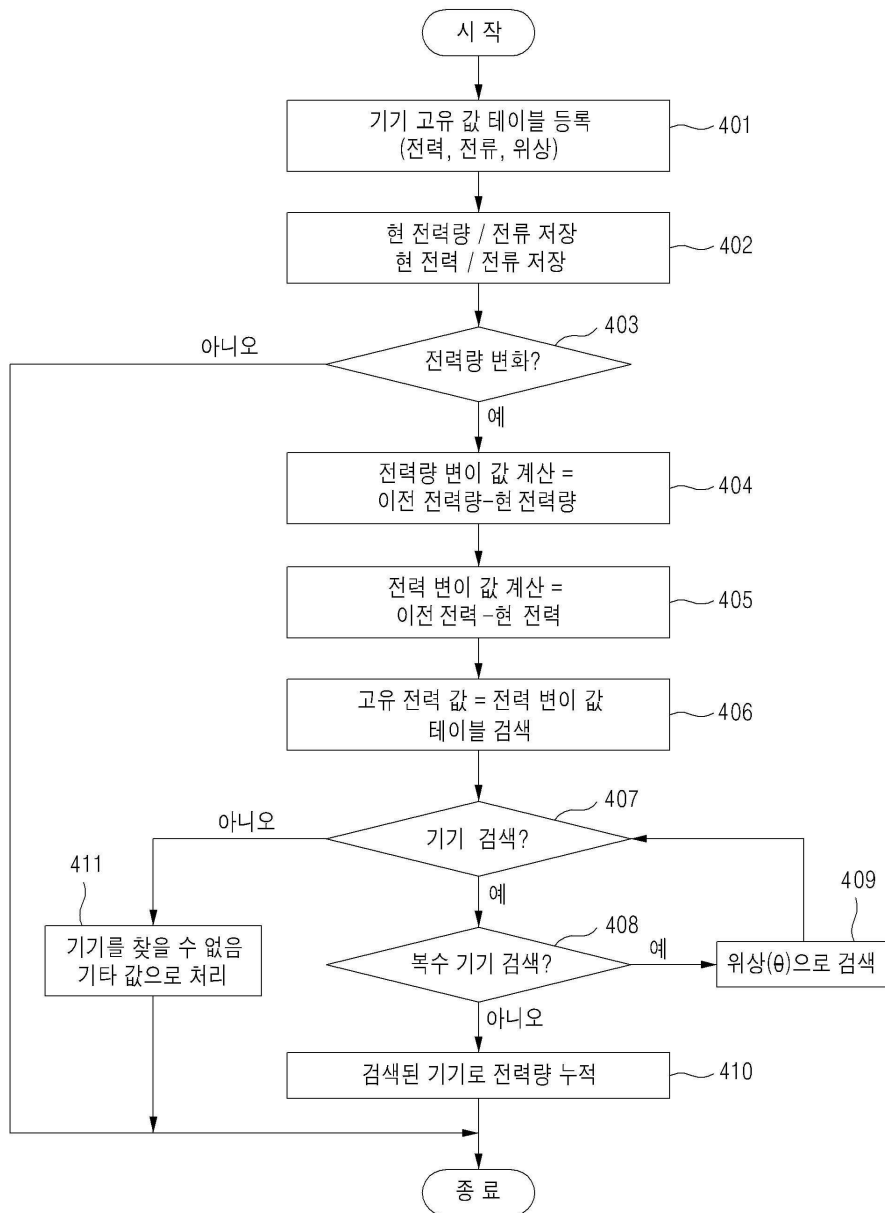 시 작
기기 고유 값 테이블 등록
(전력, 전류, 위상)
401
현 전력량 / 전류 저장
현 전력 / 전류 저장
402
403
아니오
전력량 변화?
예
전력량 변이 값 계산 =
이전 전력량-현 전력량
404
전력 변이 값 계산 =
이전 전력 -현 전력
405
고유 전력 값 = 전력 변이 값
테이블 검색
406
407
아니오
기기 검색?
411
예
409
408
기기를 찾을 수 없음
기타 값으로 처리
복수 기기 검색?
예
위상(θ)으로 검색
아니오
검색된 기기로 전력량 누적
410
종 료